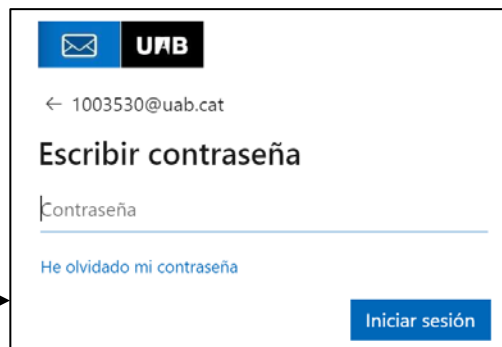 UAB
← 1003530@uab.cat
Escribir contraseña
Contraseña
He olvidado mi contraseña
Iniciar sesión